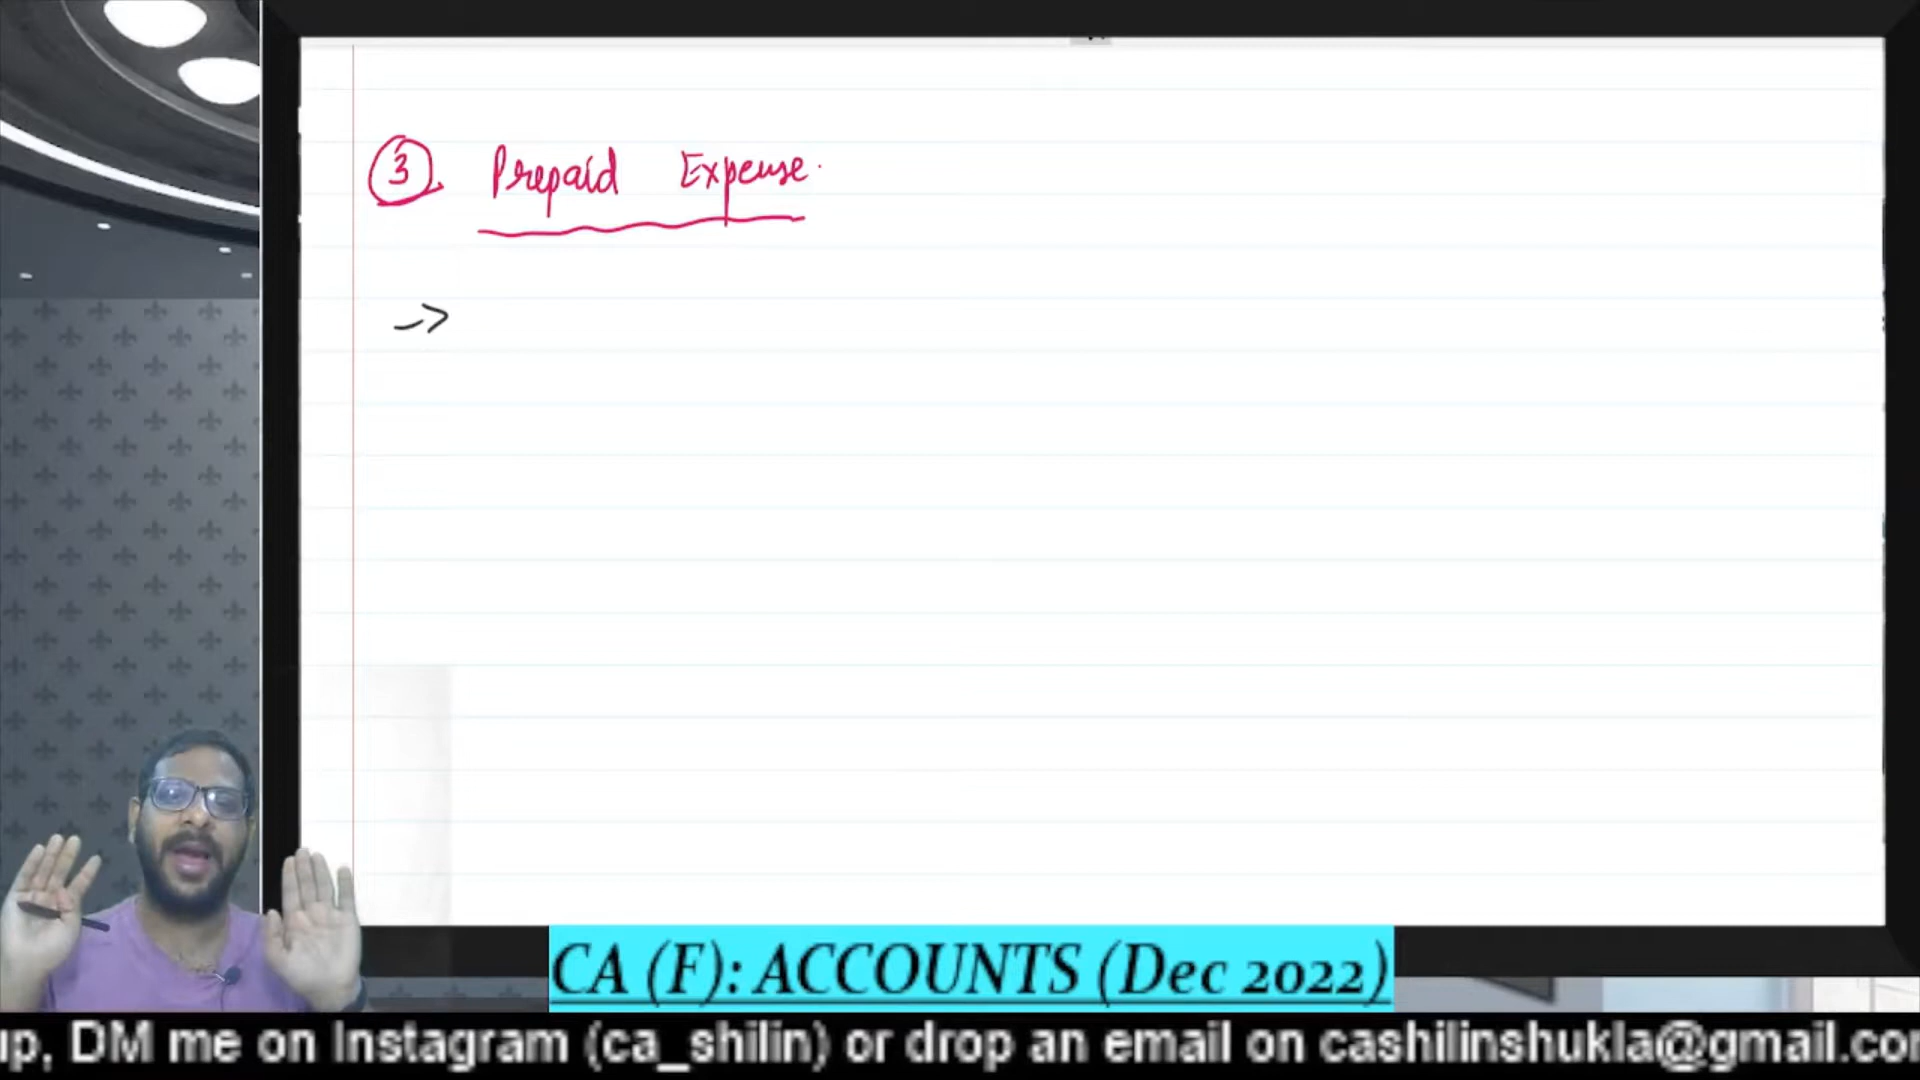 3. Prepaid Expense.
->
CA (F): ACCOUNTS (Dec 2022)
up, DM me on Instagram (ca_shilin) or drop an email on cashilinshukla@gmail.com